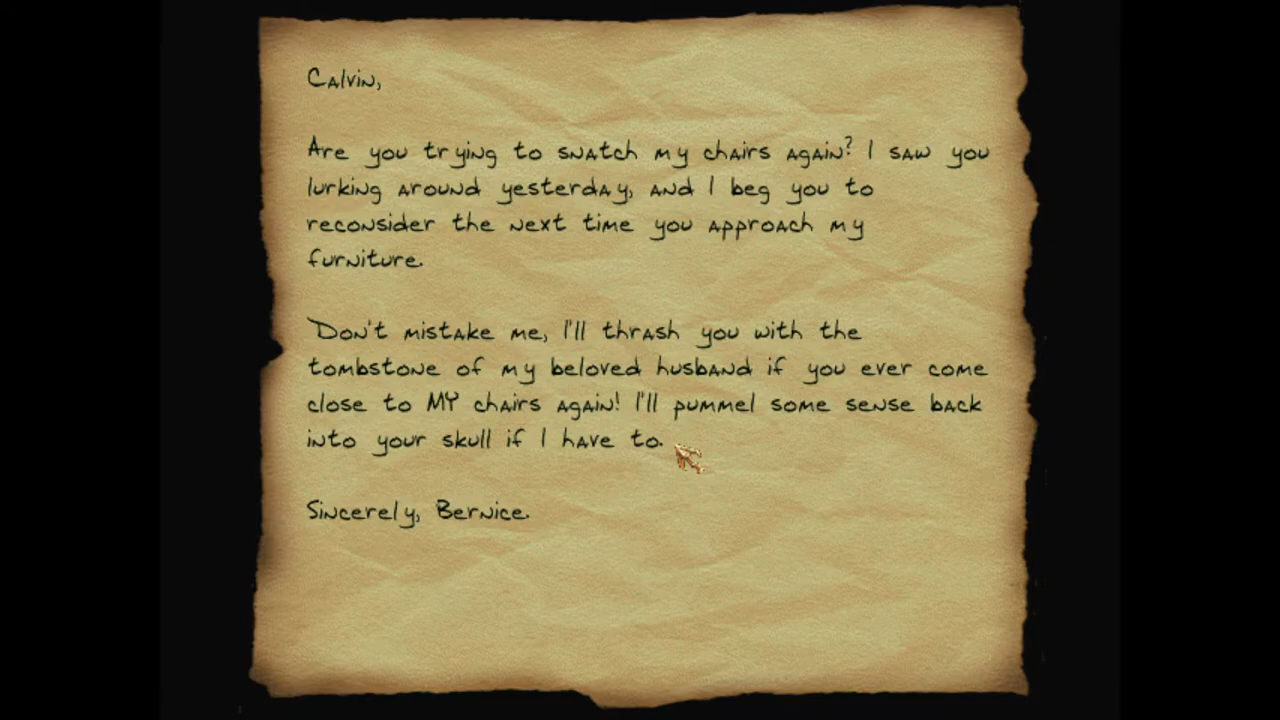 Calvin,
Are you trying to snatch my chairs again? I saw you
lurking around yesterday, and I beg you to
reconsider the next time you approach my
furniture.
Don't mistake me, I'll thrash you with the
tombstone of my beloved husband if you ever come
close to MY chairs again! I'll pummel some sense back
into your skull if I have to.
Sincerely, Bernice.